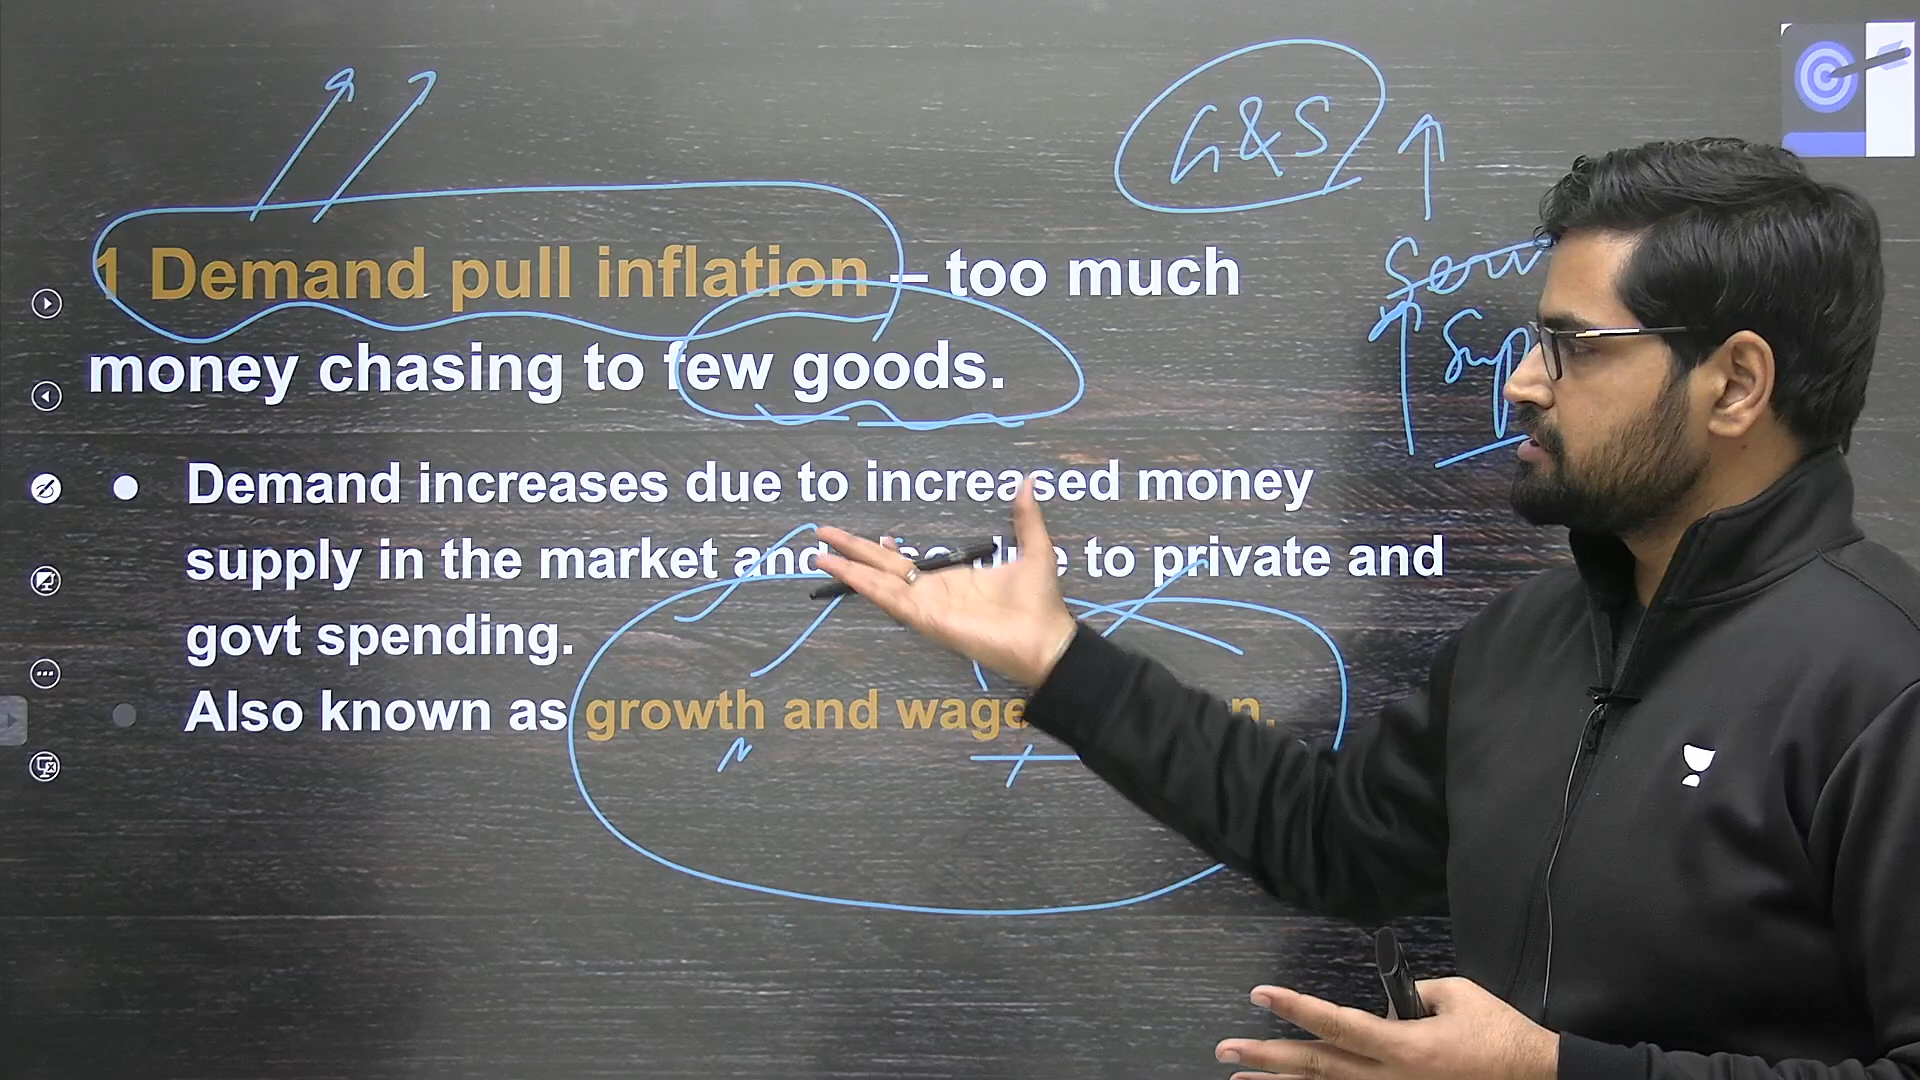 G&S
1 Demand pull inflation – too much
money chasing to few goods.
Demand increases due to increased money
supply in the market and due to private and
govt spending.
Also known as growth and wage